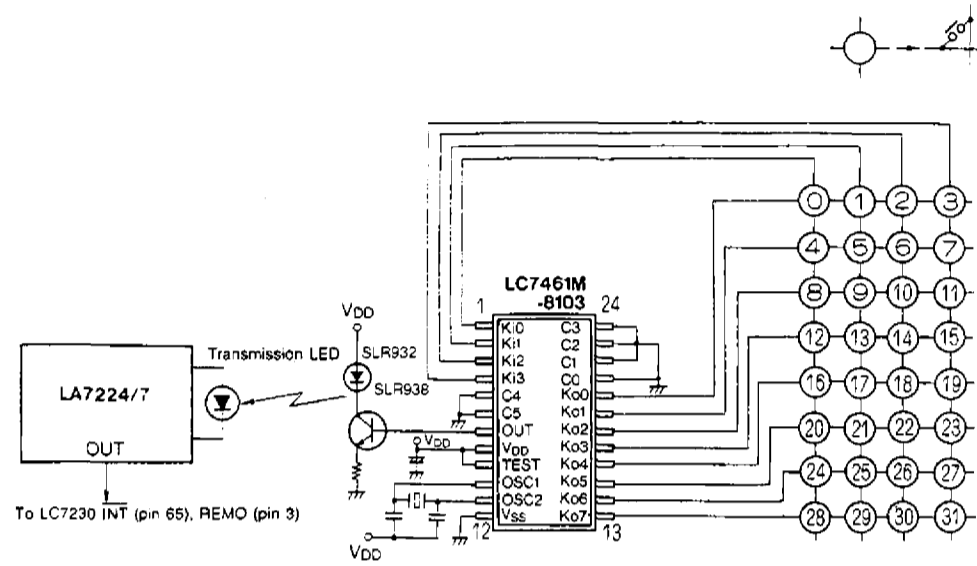 0 1 2 3
4 5 6 7
8 9 10 11
12 13 14 15
16 17 18 19
20 21 22 23
24 25 26 27
28 29 30 31
LC7461M
-8103
1 24
Ki0 C3
Ki1 C2
Ki2 C1
Ki3 C0
C4 Ko0
C5 Ko1
OUT Ko2
VDD Ko3
TEST Ko4
OSC1 Ko5
OSC2 Ko6
VSS Ko7
12 13
VDD
Transmission LED
SLR932
SLR938
VDD
VDD
LA7224/7
OUT
To LC7230 INT (pin 65), REMO (pin 3)